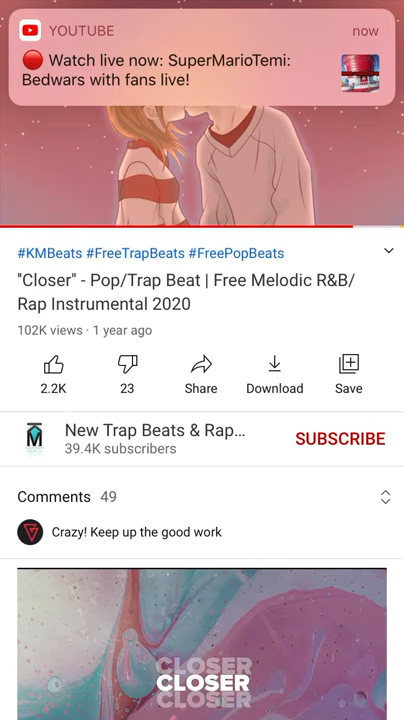 YOUTUBE now
🔴 Watch live now: SuperMarioTemi:
Bedwars with fans live!
#KMBeats #FreeTrapBeats #FreePopBeats
"Closer" - Pop/Trap Beat | Free Melodic R&B/
Rap Instrumental 2020
102K views · 1 year ago
2.2K 23 Share Download Save
New Trap Beats & Rap...
39.4K subscribers
SUBSCRIBE
Comments 49
Crazy! Keep up the good work
CLOSER
CLOSER
CLOSER